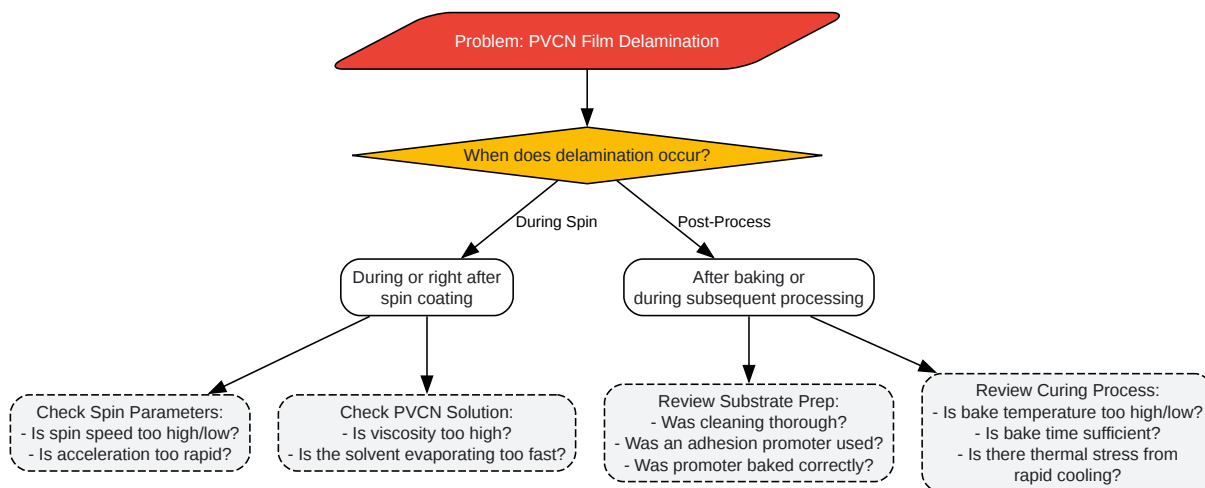 Problem: PVCN Film Delamination
When does delamination occur?
During Spin
Post-Process
During or right after
spin coating
After baking or
during subsequent processing
Check Spin Parameters:
- Is spin speed too high/low?
- Is acceleration too rapid?
Check PVCN Solution:
- Is viscosity too high?
- Is the solvent evaporating too fast?
Review Substrate Prep:
- Was cleaning thorough?
- Was an adhesion promoter used?
- Was promoter baked correctly?
Review Curing Process:
- Is bake temperature too high/low?
- Is bake time sufficient?
- Is there thermal stress from
rapid cooling?